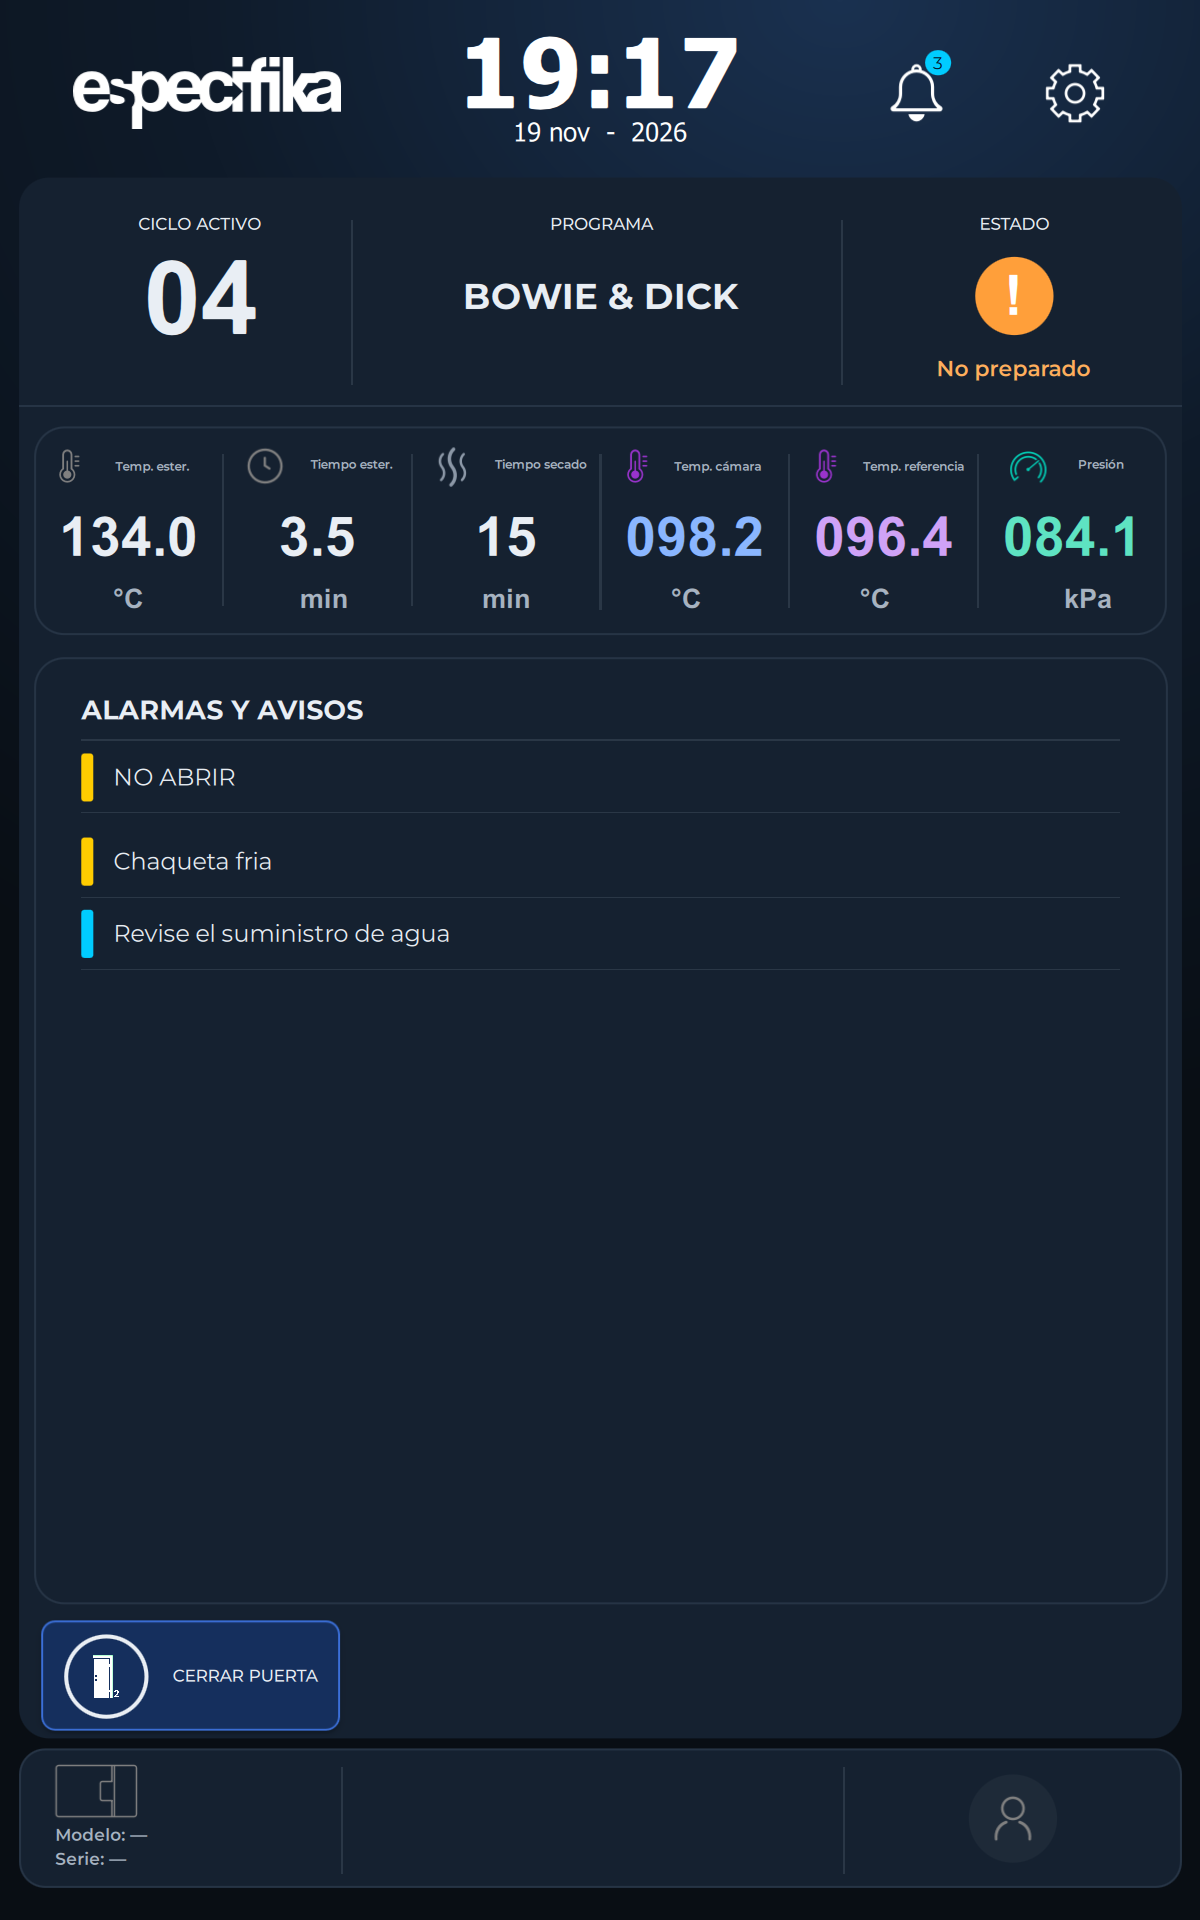 especifika
19:17
19 nov - 2026
3
CICLO ACTIVO
04
PROGRAMA
BOWIE & DICK
ESTADO
!
No preparado
Temp. ester.
134.0
°C
Tiempo ester.
3.5
min
Tiempo secado
15
min
Temp. cámara
098.2
°C
Temp. referencia
096.4
°C
Presión
084.1
kPa
ALARMAS Y AVISOS
NO ABRIR
Chaqueta fria
Revise el suministro de agua
2
CERRAR PUERTA
Modelo: —
Serie: —